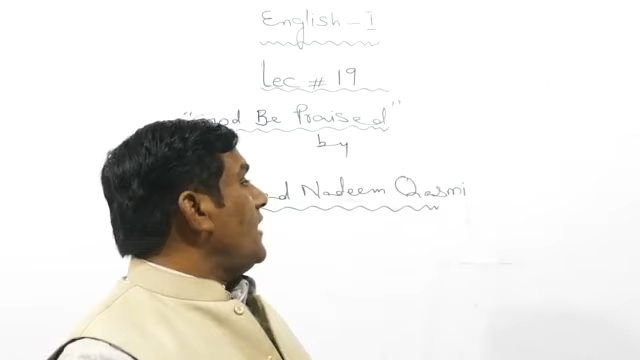 English - I
Lec # 19
Be Praised"
by
Nadeem Qasmi